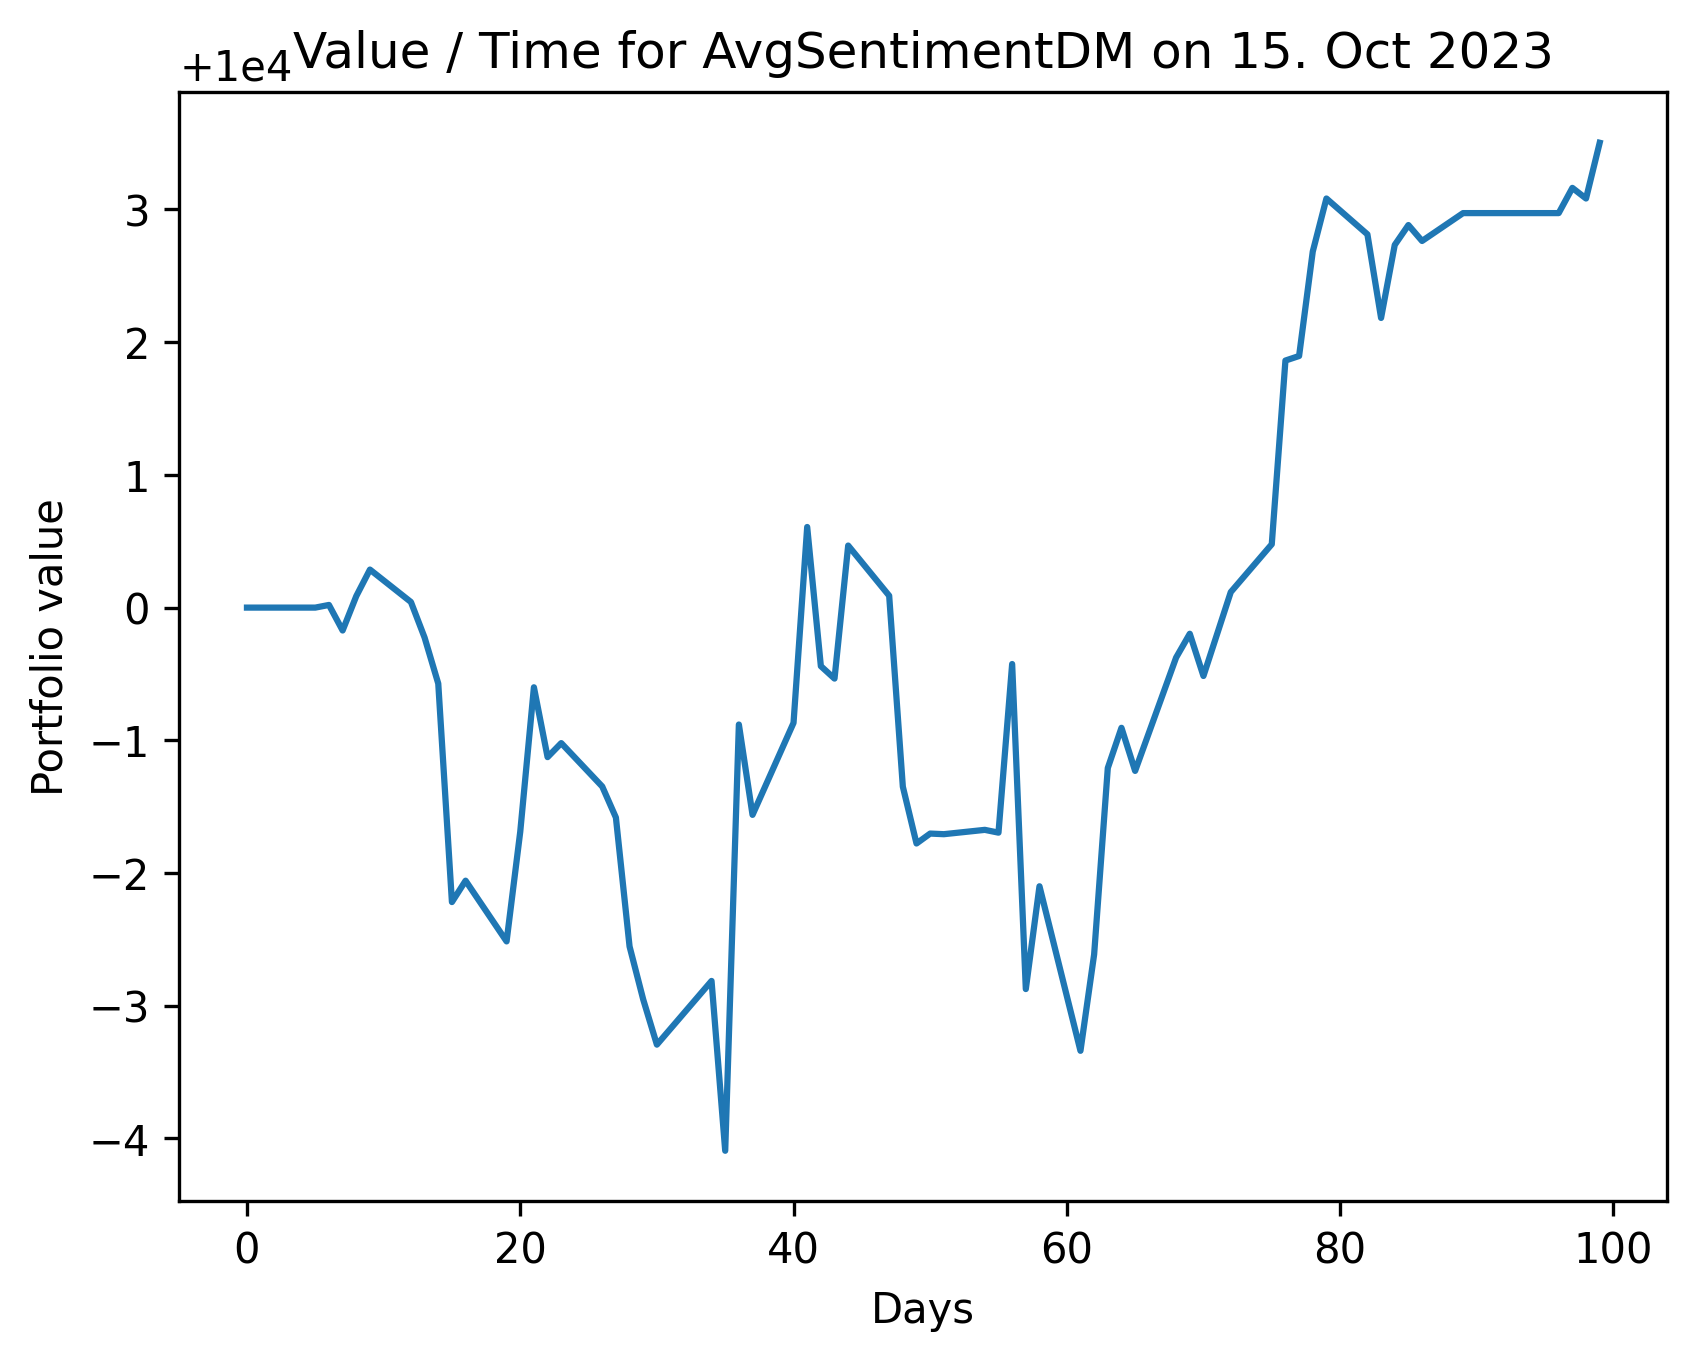 Value / Time for AvgSentimentDM on 15. Oct 2023
+1e4
3
2
1
0
−1
−2
−3
−4
Portfolio value
0 20 40 60 80 100
Days